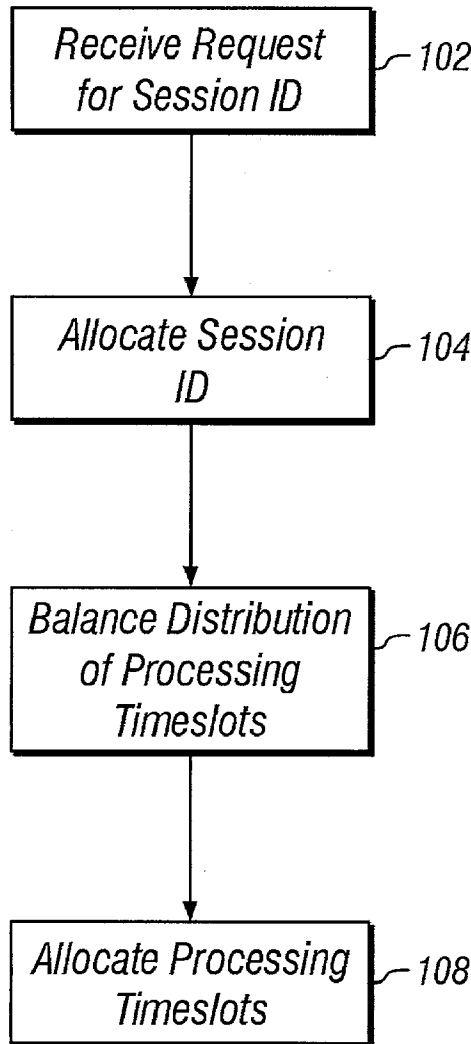 Receive Request
for Session ID
102
Allocate Session
ID
104
Balance Distribution
of Processing
Timeslots
106
Allocate Processing
Timeslots
108